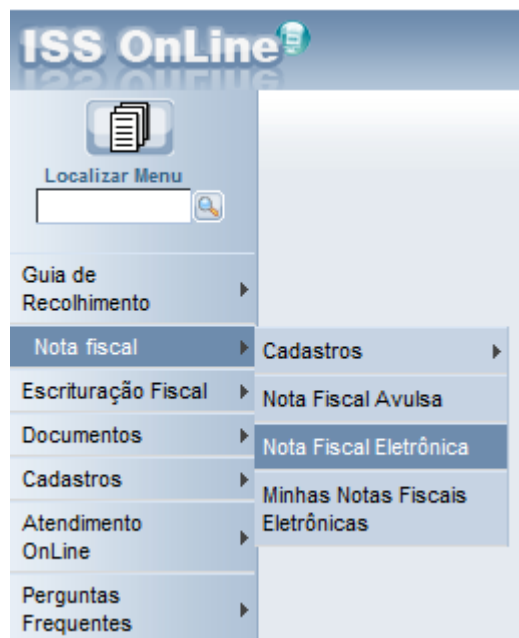 ISS OnLine
Localizar Menu
Guia de
Recolhimento
Nota fiscal
Escrituração Fiscal
Documentos
Cadastros
Atendimento
OnLine
Perguntas
Frequentes
Cadastros
Nota Fiscal Avulsa
Nota Fiscal Eletrônica
Minhas Notas Fiscais
Eletrônicas